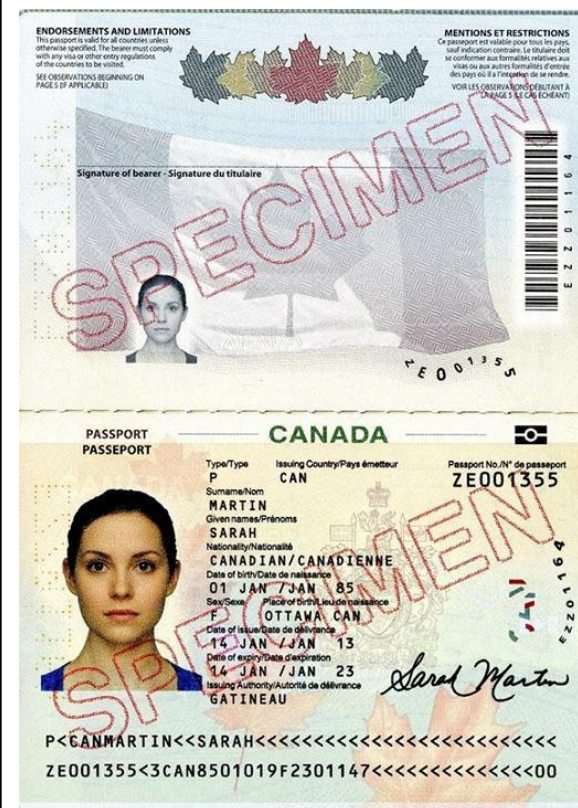 ENDORSEMENTS AND LIMITATIONS
This passport is valid for all countries unless
otherwise specified. The bearer must comply
with any visa or other entry regulations
of the countries to be visited.
SEE OBSERVATIONS BEGINNING ON
PAGE 5 (IF APPLICABLE)
MENTIONS ET RESTRICTIONS
Ce passeport est valable pour tous les pays,
sauf indication contraire. Le titulaire doit
se conformer aux formalités relatives aux
visas ou aux autres formalités d'entrée
des pays où il a l'intention de se rendre.
VOIR LES OBSERVATIONS DÉBUTANT À
LA PAGE 5 (LE CAS ÉCHÉANT)
Signature of bearer - Signature du titulaire
SPECIMEN
EZZ01164
ZE001355
PASSPORT
PASSEPORT
CANADA
Type/Type Issuing Country/Pays émetteur Passport No./N° de passeport
P CAN ZE001355
Surname/Nom
MARTIN
Given names/Prénoms
SARAH
Nationality/Nationalité
CANADIAN/CANADIENNE
Date of birth/Date de naissance
01 JAN /JAN 85
Sex/Sexe Place of birth/Lieu de naissance
F OTTAWA CAN
Date of issue/Date de délivrance
14 JAN /JAN 13
Date of expiry/Date d'expiration
14 JAN /JAN 23
Issuing Authority/Autorité de délivrance
GATINEAU
Sarah Martin
EZZ01164
SPECIMEN
P<CANMARTIN<<SARAH<<<<<<<<<<<<<<<<<<<<<<<<<<
ZE001355<3CAN8501019F2301147<<<<<<<<<<<<<<00